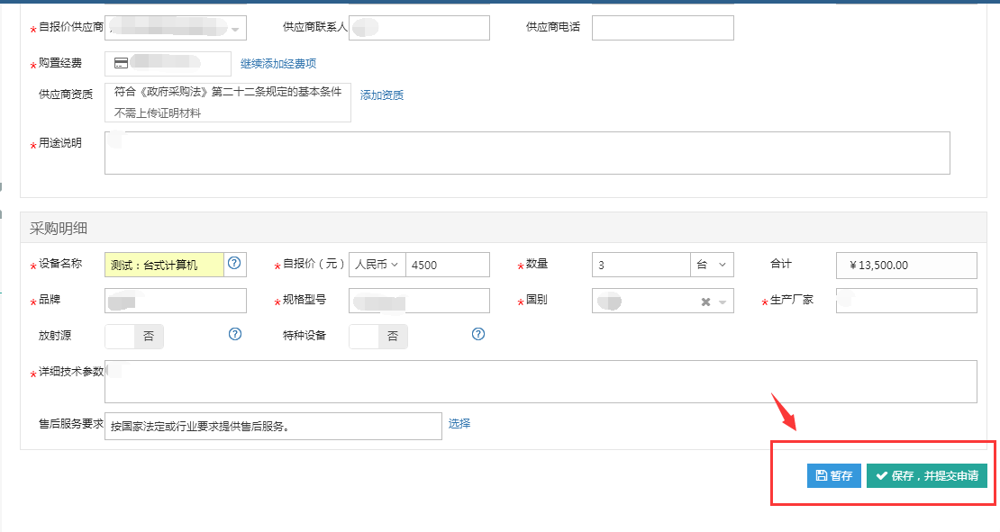 *自报价供应商 供应商联系人 供应商电话
*购置经费 继续添加经费项
供应商资质 符合《政府采购法》第二十二条规定的基本条件 添加资质
不需上传证明材料
*用途说明
采购明细
*设备名称 测试：台式计算机 ? *自报价（元） 人民币 4500 *数量 3 台 合计 ￥13,500.00
*品牌 *规格型号 *国别 *生产厂家
放射源 否 ? 特种设备 否 ?
*详细技术参数
售后服务要求 按国家法定或行业要求提供售后服务。 选择
暂存 保存，并提交申请